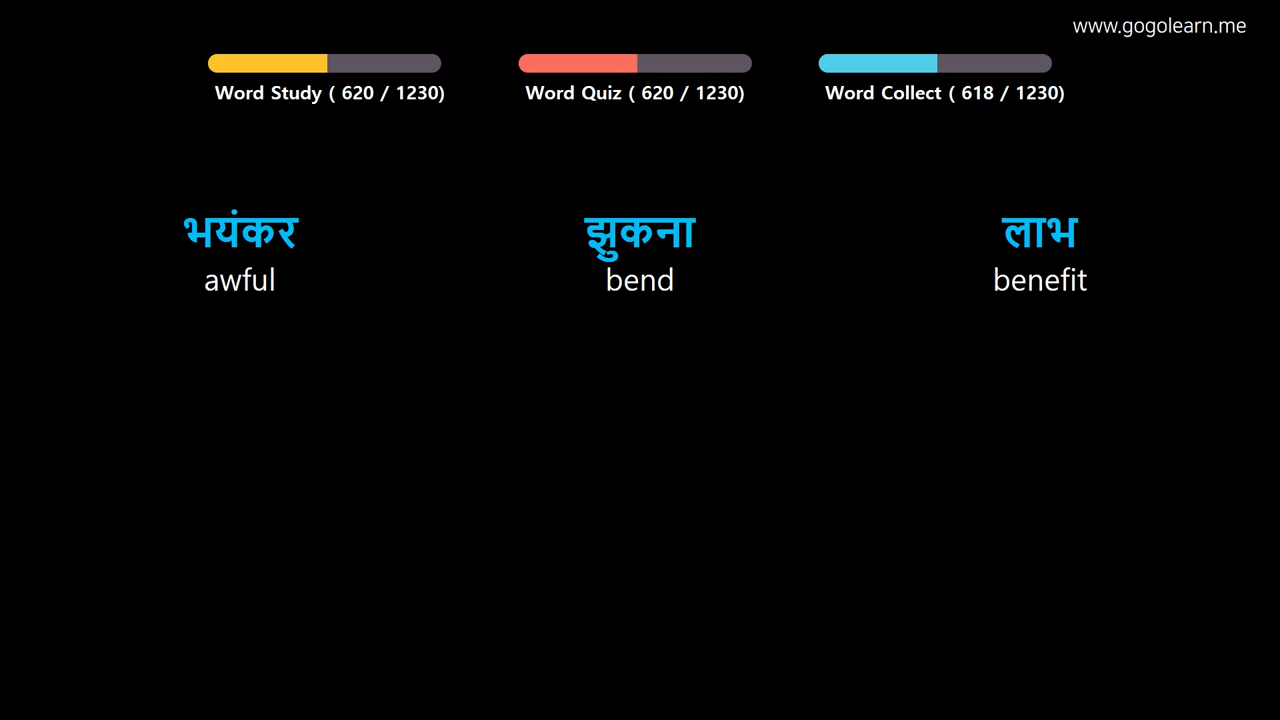 www.gogolearn.me
Word Study ( 620 / 1230)
Word Quiz ( 620 / 1230)
Word Collect ( 618 / 1230)
भयंकर
awful
झुकना
bend
लाभ
benefit